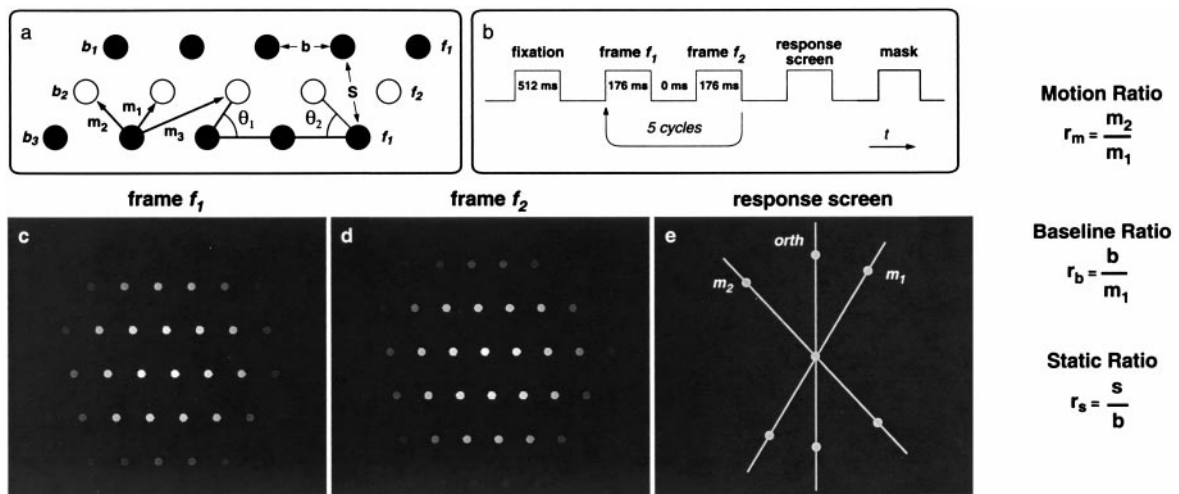 a
b₁
b
f₁
b₂
m₂
m₁
m₃
θ₁
θ₂
S
f₂
b₃
f₁
b
fixation
frame f₁
frame f₂
response
screen
mask
512 ms
176 ms
0 ms
176 ms
5 cycles
t
Motion Ratio
rₘ = m₂ / m₁
Baseline Ratio
r_b = b / m₁
Static Ratio
rₛ = s / b
frame f₁
frame f₂
response screen
c
d
e
orth
m₂
m₁